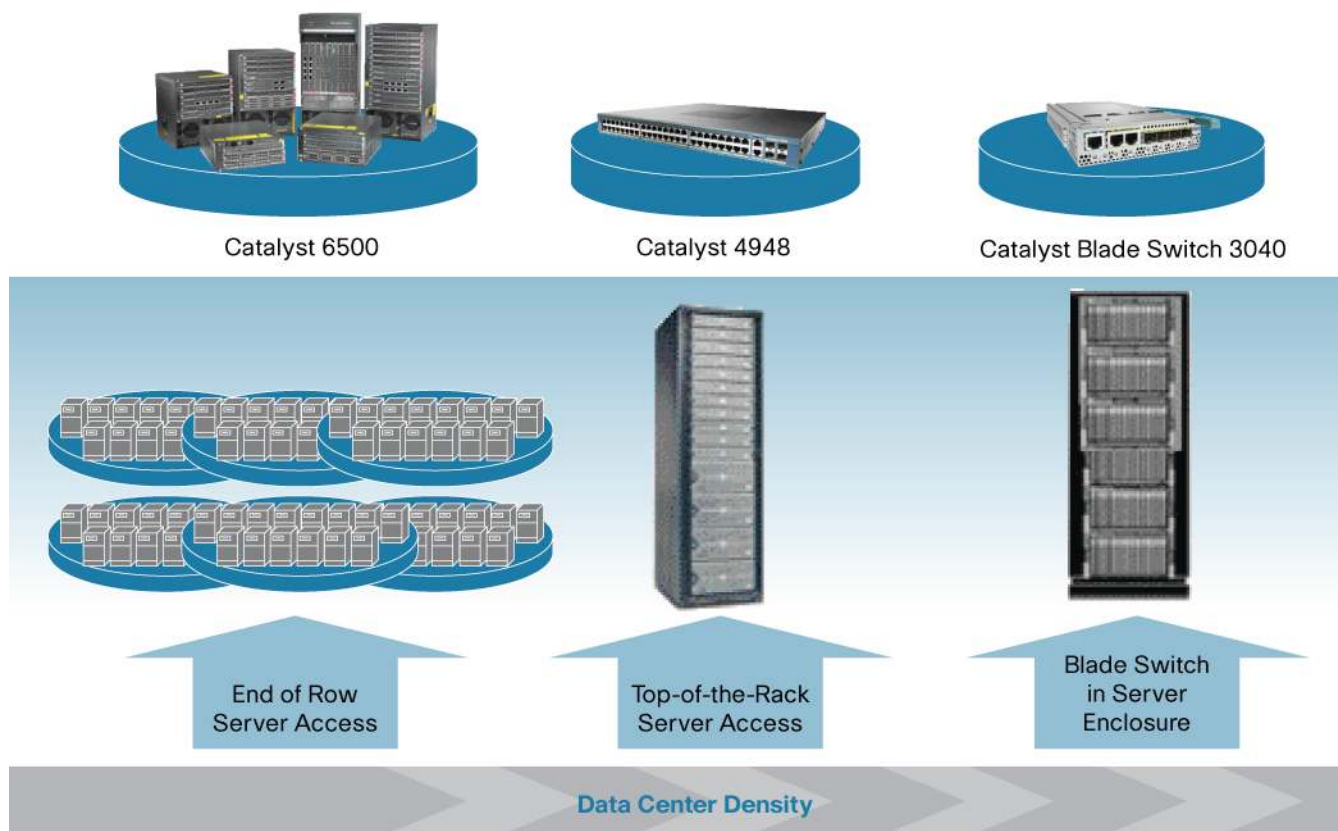 Catalyst 6500
Catalyst 4948
Catalyst Blade Switch 3040
End of Row
Server Access
Top-of-the-Rack
Server Access
Blade Switch
in Server
Enclosure
Data Center Density